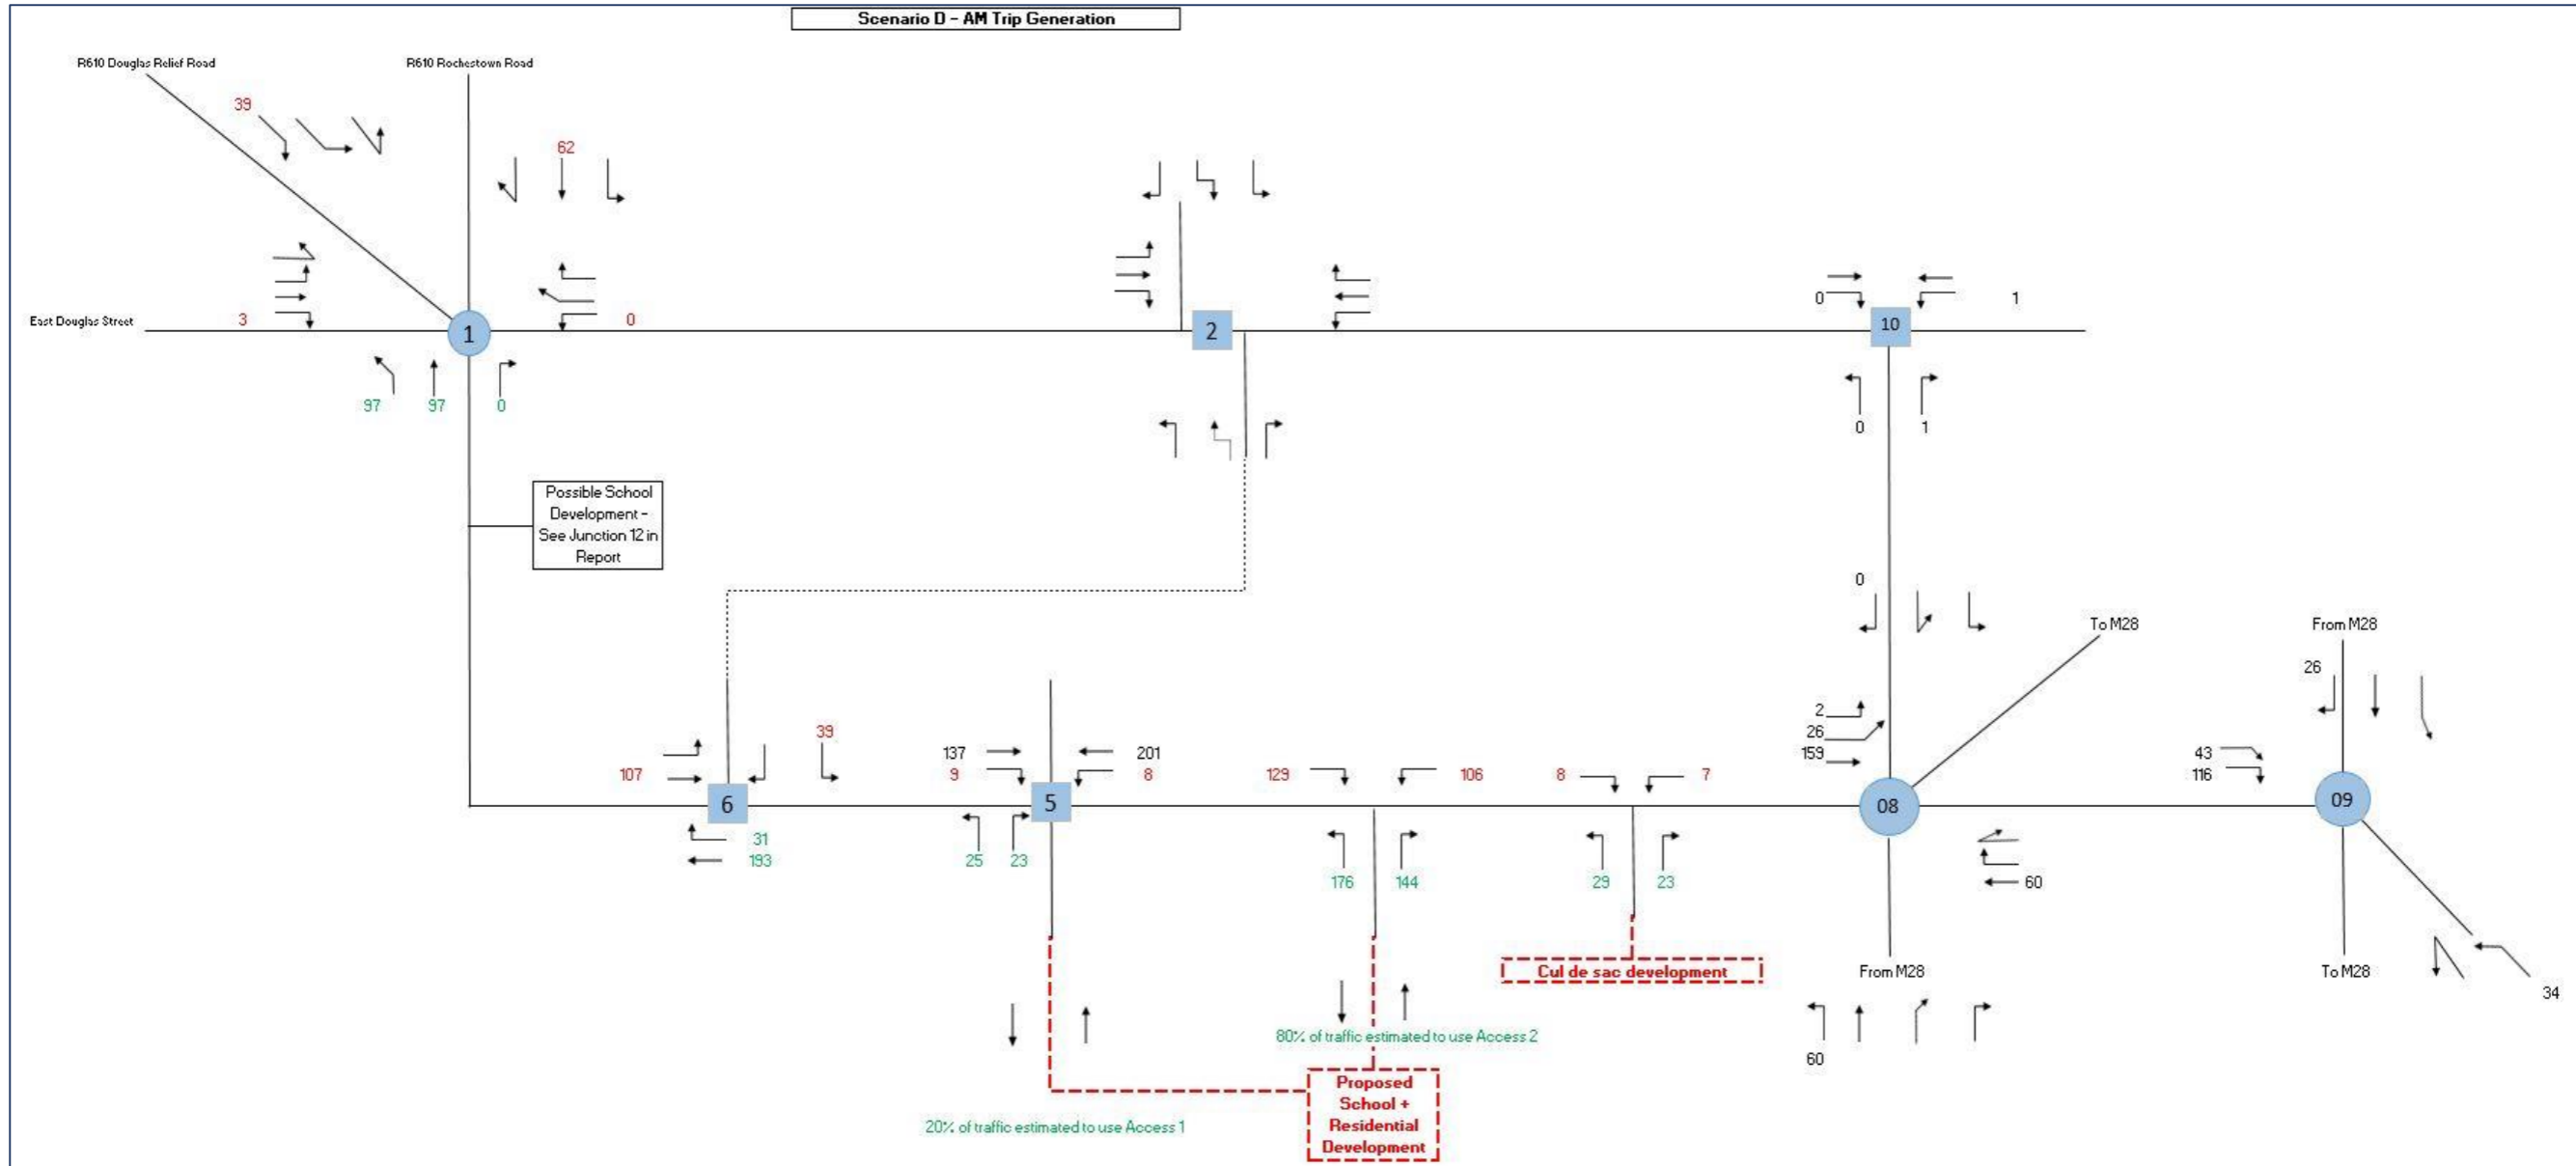 Scenario D - AM Trip Generation
R610 Douglas Relief Road
R610 Rochestown Road
39
62
East Douglas Street
3
0
1
2
10
0
1
97
97
0
0
1
Possible School
Development -
See Junction 12 in
Report
0
To M28
From M28
26
39
107
6
31
193
137
9
201
8
5
25
23
129
106
176
144
8
7
29
23
2
26
159
08
60
43
116
09
Cul de sac development
From M28
60
To M28
34
80% of traffic estimated to use Access 2
Proposed
School +
Residential
Development
20% of traffic estimated to use Access 1